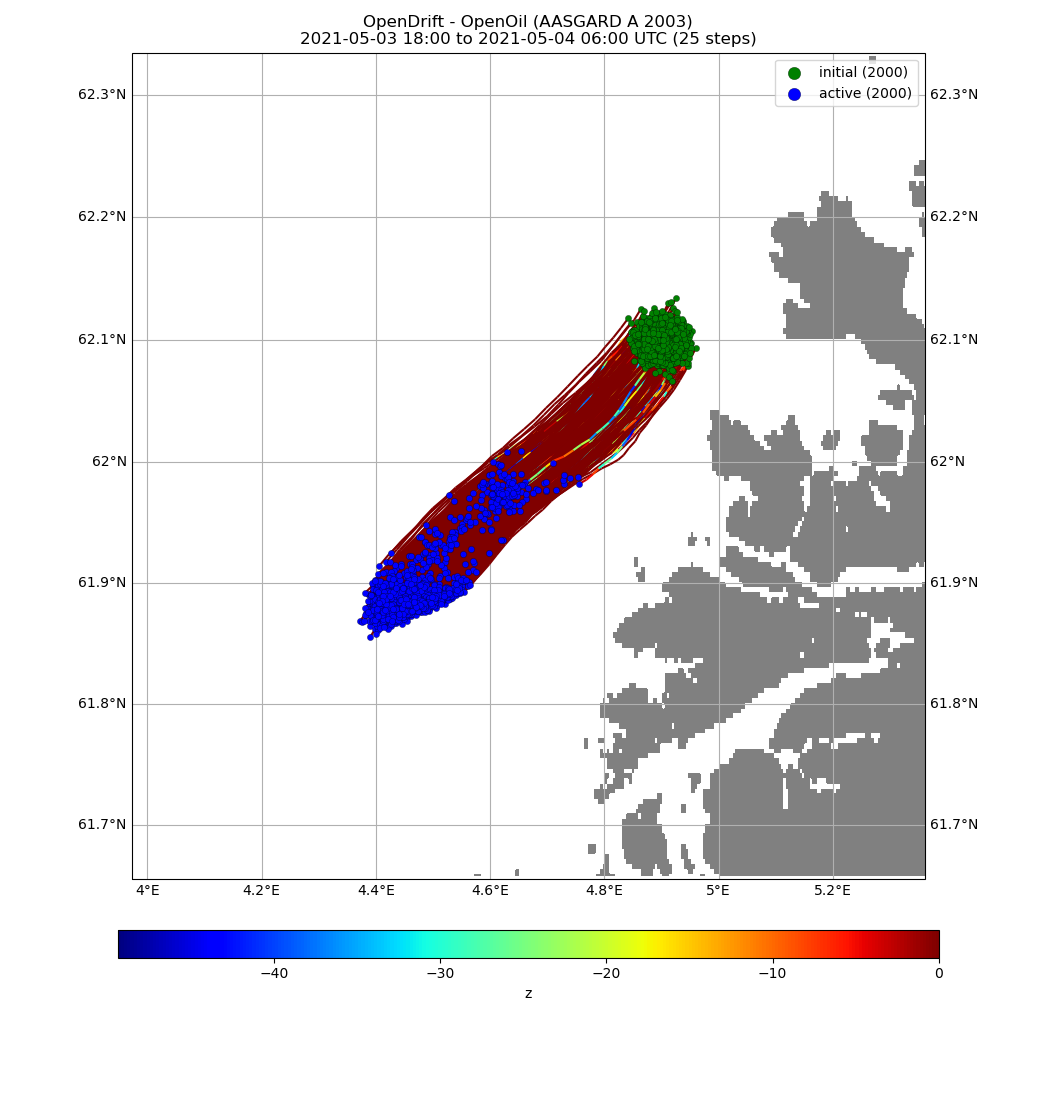 OpenDrift - OpenOil (AASGARD A 2003)
2021-05-03 18:00 to 2021-05-04 06:00 UTC (25 steps)
initial (2000)
active (2000)
62.3°N 62.3°N
62.2°N 62.2°N
62.1°N 62.1°N
62°N 62°N
61.9°N 61.9°N
61.8°N 61.8°N
61.7°N 61.7°N
4°E 4.2°E 4.4°E 4.6°E 4.8°E 5°E 5.2°E
−40 −30 −20 −10 0
z